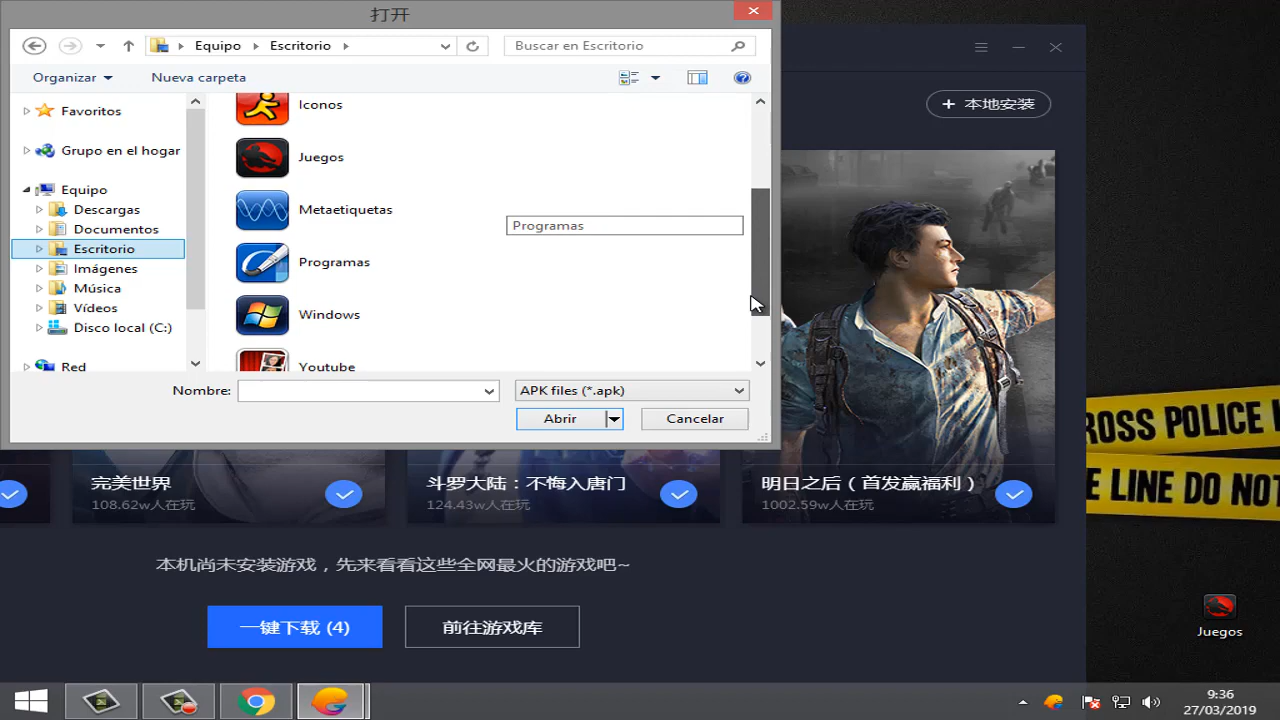 打开
Equipo
Escritorio
Buscar en Escritorio
Organizar
Nueva carpeta
Favoritos
Grupo en el hogar
Equipo
Descargas
Documentos
Escritorio
Imágenes
Música
Vídeos
Disco local (C:)
Red
Iconos
Juegos
Metaetiquetas
Programas
Programas
Windows
Youtube
Nombre:
APK files (*.apk)
Abrir
Cancelar
+ 本地安装
完美世界
108.62w人在玩
斗罗大陆：不悔入唐门
124.43w人在玩
明日之后（首发赢福利）
1002.59w人在玩
本机尚未安装游戏，先来看看这些全网最火的游戏吧~
一键下载 (4)
前往游戏库
ROSS POLICE
E LINE DO NOT
Juegos
9:36
27/03/2019